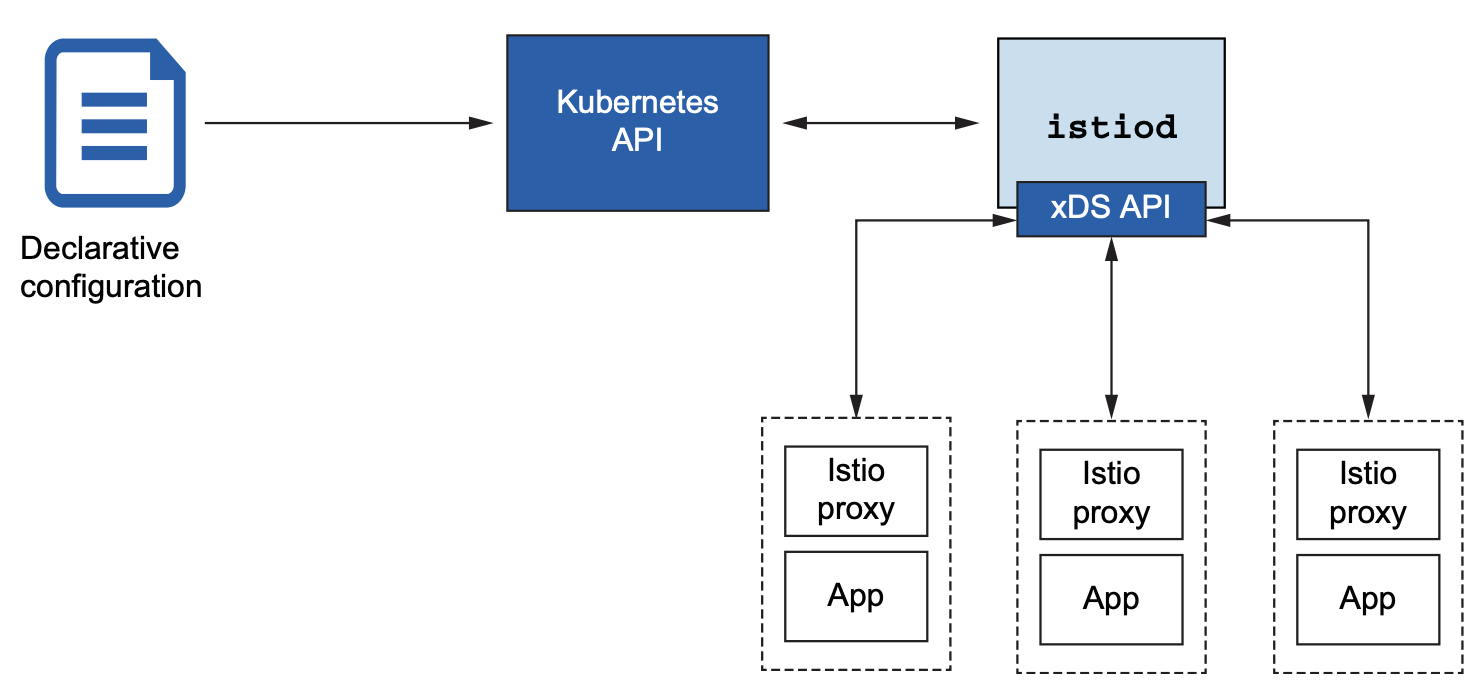 Declarative
configuration
Kubernetes
API
istiod
xDS API
Istio
proxy
App
Istio
proxy
App
Istio
proxy
App